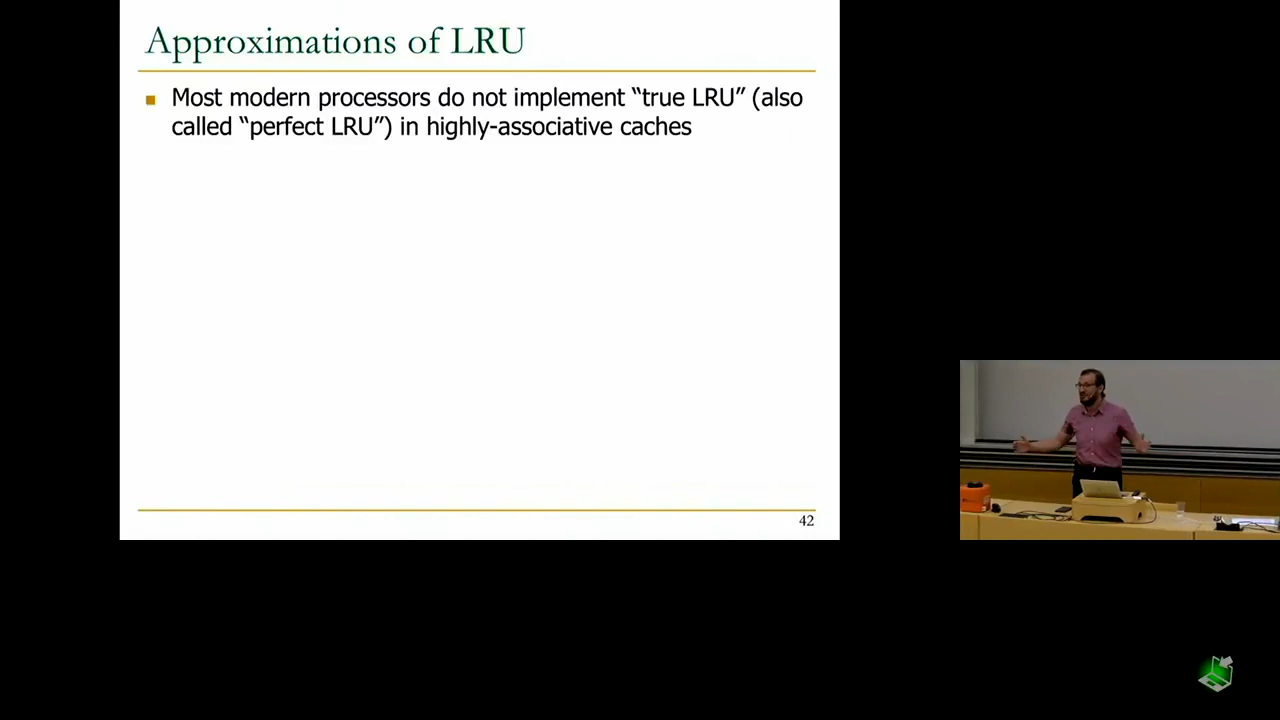 Approximations of LRU
Most modern processors do not implement “true LRU” (also
called “perfect LRU”) in highly-associative caches
42